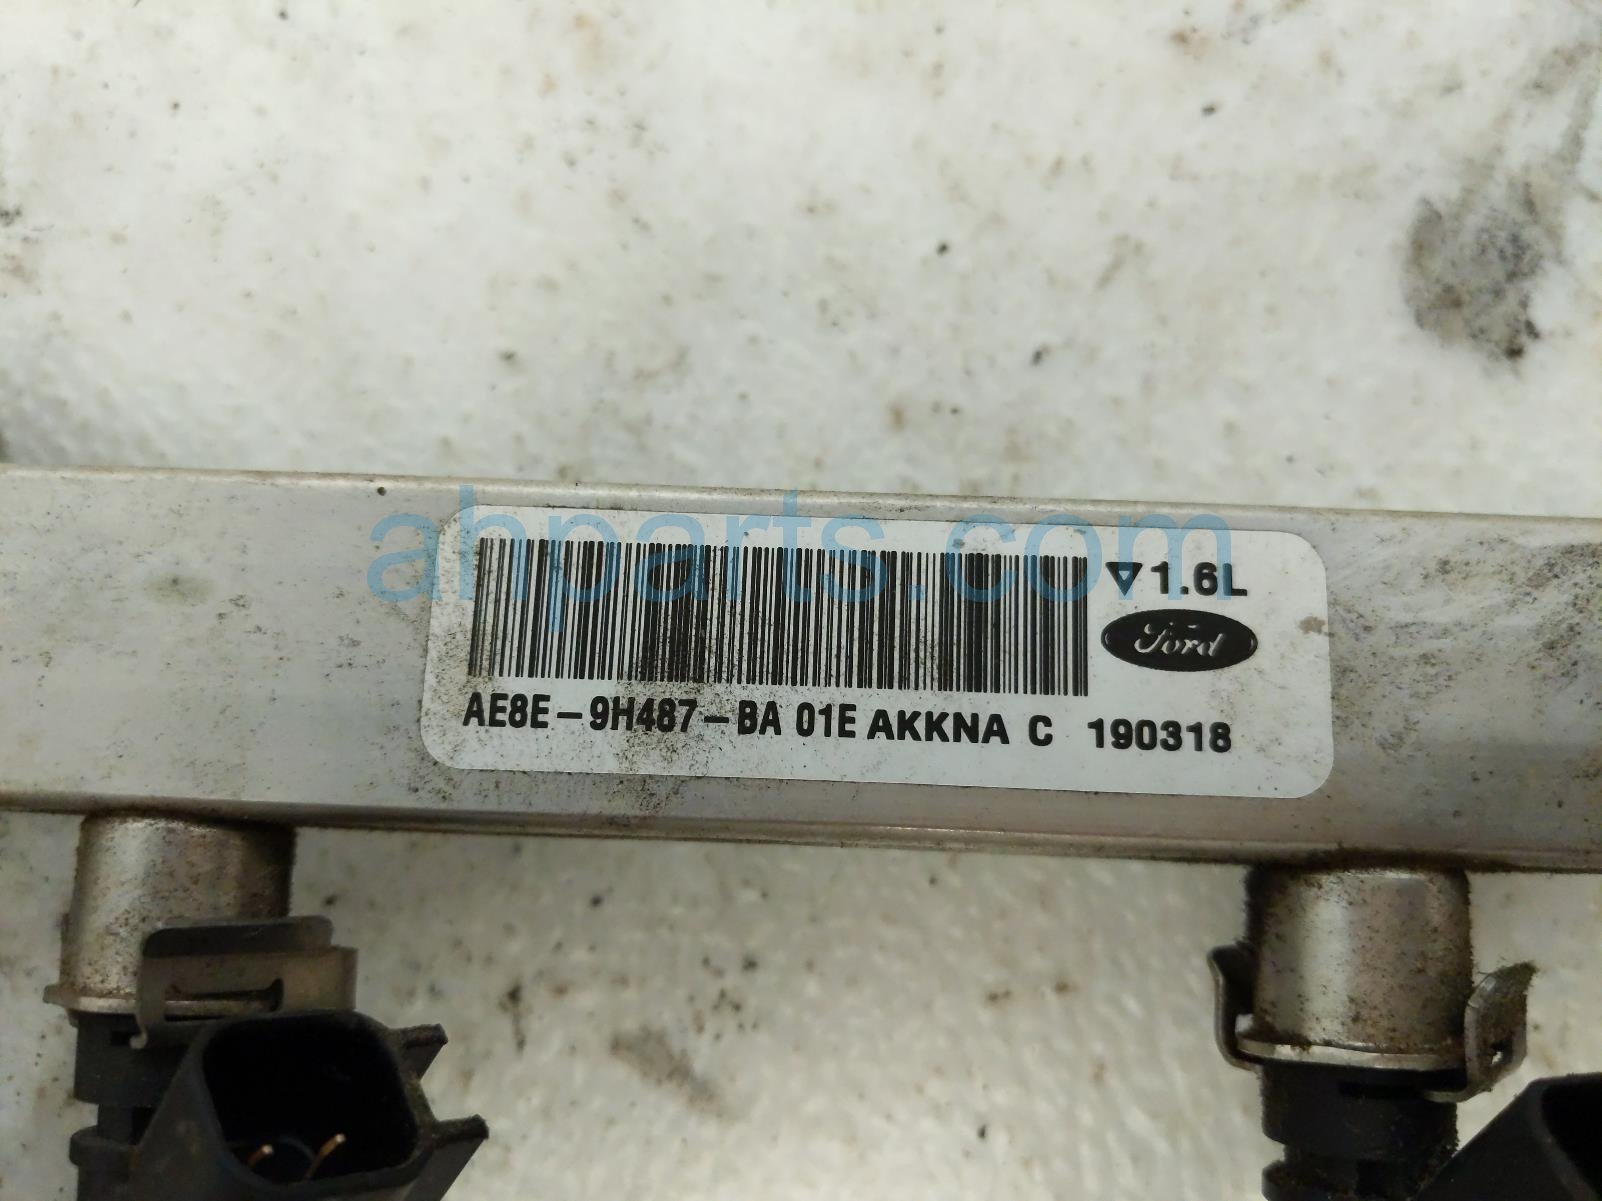 ahparts.com
▽ 1.6L
Ford
AE8E-9H487-BA 01E AKKNA C 190318